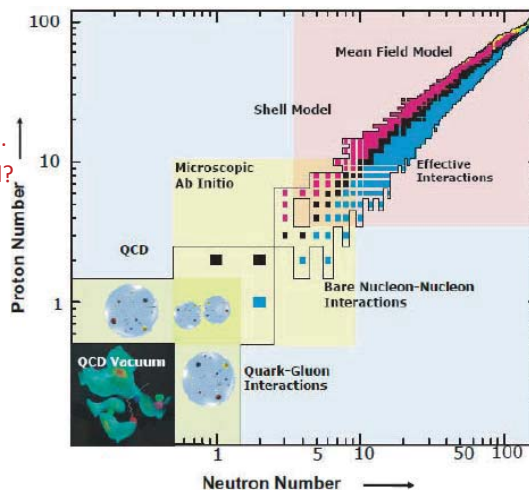 100
Mean Field Model
Shell Model
10
Microscopic
Ab Initio
Effective
Interactions
QCD
Bare Nucleon-Nucleon
Interactions
1
QCD Vacuum
Quark-Gluon
Interactions
Proton Number
1
5
10
50
100
Neutron Number